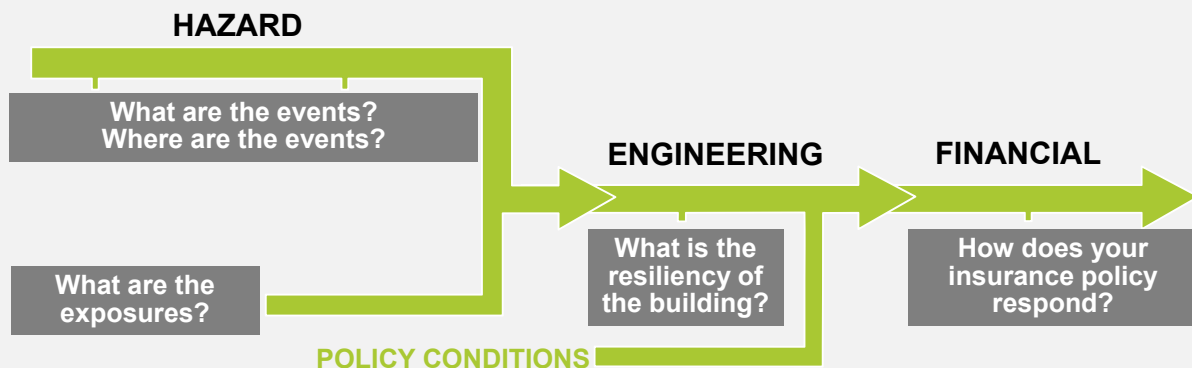 HAZARD
What are the events?
Where are the events?
ENGINEERING
FINANCIAL
What is the
resiliency of
the building?
How does your
insurance policy
respond?
What are the
exposures?
POLICY CONDITIONS